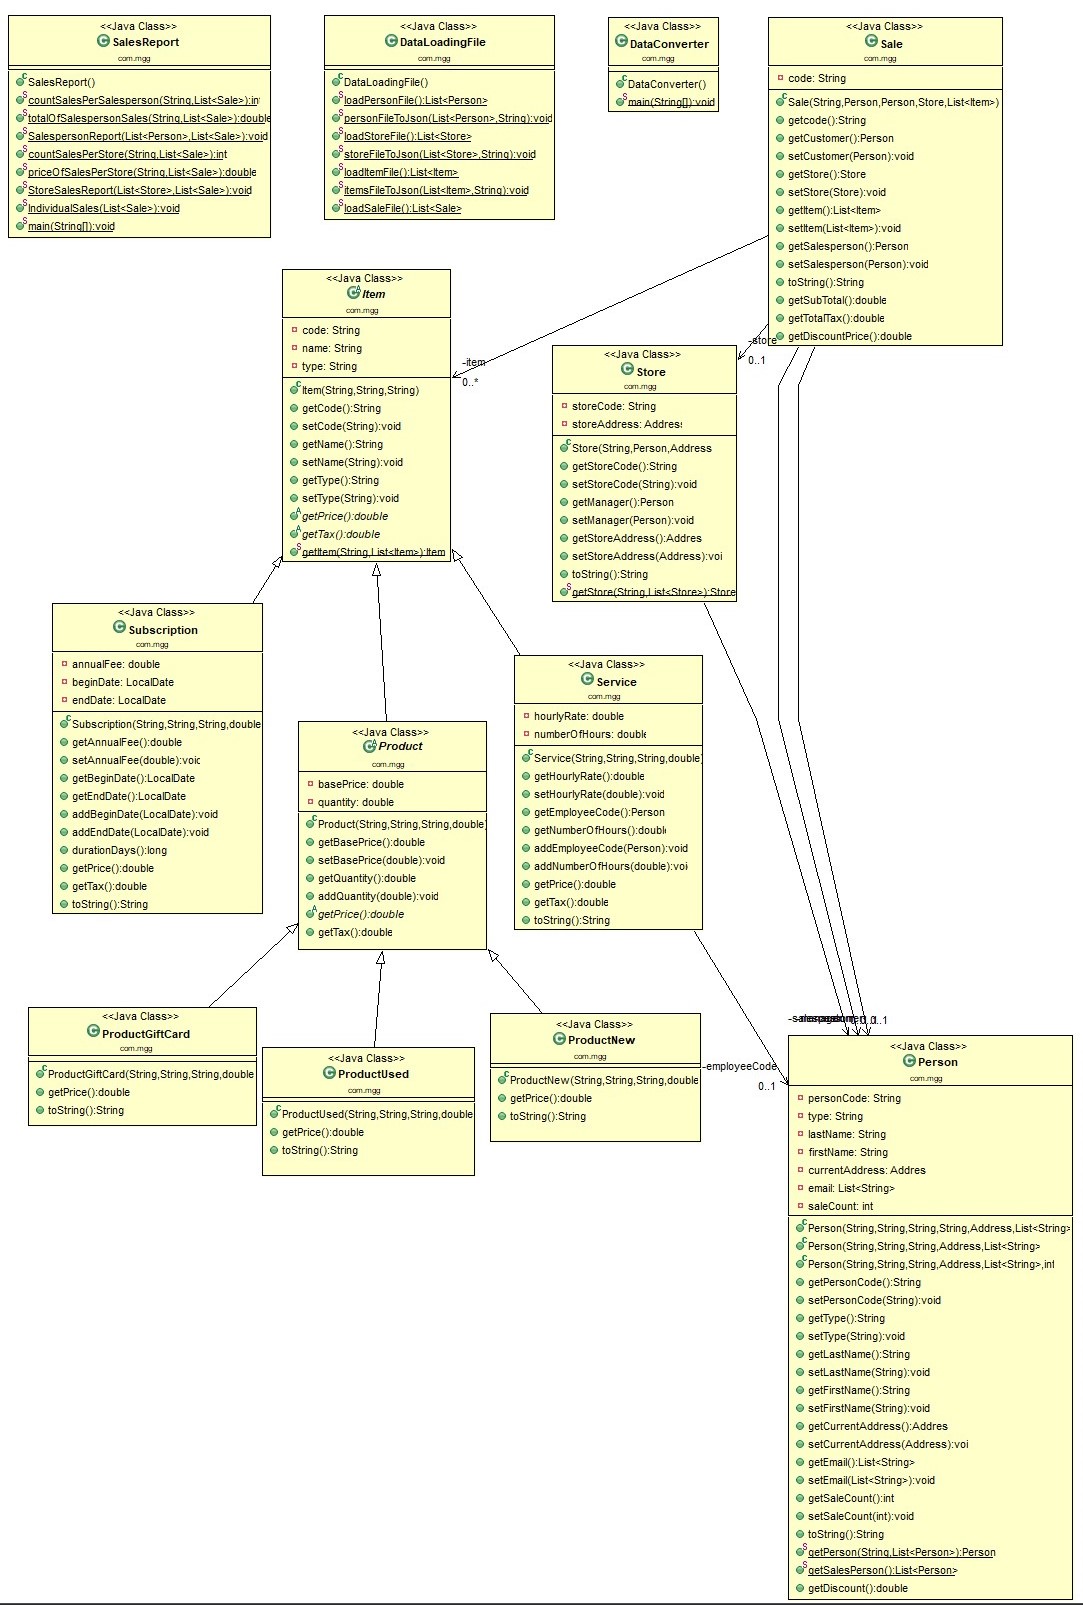 <<Java Class>>
SalesReport
com.mgg
SalesReport()
countSalesPerSalesperson(String,List<Sale>):int
totalOfSalespersonSales(String,List<Sale>):double
SalespersonReport(List<Person>,List<Sale>):void
countSalesPerStore(String,List<Sale>):int
priceOfSalesPerStore(String,List<Sale>):double
StoreSalesReport(List<Store>,List<Sale>):void
IndividualSales(List<Sale>):void
main(String[]):void
<<Java Class>>
DataLoadingFile
com.mgg
DataLoadingFile()
loadPersonFile():List<Person>
personFileToJson(List<Person>,String):void
loadStoreFile():List<Store>
storeFileToJson(List<Store>,String):void
loadItemFile():List<Item>
itemsFileToJson(List<Item>,String):void
loadSaleFile():List<Sale>
<<Java Class>>
DataConverter
com.mgg
DataConverter()
main(String[]):void
<<Java Class>>
Sale
com.mgg
code: String
Sale(String,Person,Person,Store,List<Item>)
getcode():String
getCustomer():Person
setCustomer(Person):void
getStore():Store
setStore(Store):void
getItem():List<Item>
setItem(List<Item>):void
getSalesperson():Person
setSalesperson(Person):void
toString():String
getSubTotal():double
getTotalTax():double
getDiscountPrice():double
<<Java Class>>
Item
com.mgg
code: String
name: String
type: String
Item(String,String,String)
getCode():String
setCode(String):void
getName():String
setName(String):void
getType():String
setType(String):void
getPrice():double
getTax():double
getItem(String,List<Item>):Item
-item
0..*
-store
0..1
<<Java Class>>
Store
com.mgg
storeCode: String
storeAddress: Address
Store(String,Person,Address
getStoreCode():String
setStoreCode(String):void
getManager():Person
setManager(Person):void
getStoreAddress():Addres
setStoreAddress(Address):voi
toString():String
getStore(String,List<Store>):Store
<<Java Class>>
Subscription
com.mgg
annualFee: double
beginDate: LocalDate
endDate: LocalDate
Subscription(String,String,String,double
getAnnualFee():double
setAnnualFee(double):void
getBeginDate():LocalDate
getEndDate():LocalDate
addBeginDate(LocalDate):void
addEndDate(LocalDate):void
durationDays():long
getPrice():double
getTax():double
toString():String
<<Java Class>>
Product
com.mgg
basePrice: double
quantity: double
Product(String,String,String,double)
getBasePrice():double
setBasePrice(double):void
getQuantity():double
addQuantity(double):void
getPrice():double
getTax():double
<<Java Class>>
Service
com.mgg
hourlyRate: double
numberOfHours: double
Service(String,String,String,double)
getHourlyRate():double
setHourlyRate(double):void
getEmployeeCode():Person
getNumberOfHours():double
addEmployeeCode(Person):void
addNumberOfHours(double):voi
getPrice():double
getTax():double
toString():String
<<Java Class>>
ProductGiftCard
com.mgg
ProductGiftCard(String,String,String,double
getPrice():double
toString():String
<<Java Class>>
ProductUsed
com.mgg
ProductUsed(String,String,String,double
getPrice():double
toString():String
<<Java Class>>
ProductNew
com.mgg
ProductNew(String,String,String,double
getPrice():double
toString():String
-employeeCode
0..1
<<Java Class>>
Person
com.mgg
personCode: String
type: String
lastName: String
firstName: String
currentAddress: Addres
email: List<String>
saleCount: int
Person(String,String,String,String,Address,List<String>
Person(String,String,String,Address,List<String>
Person(String,String,String,Address,List<String>,int
getPersonCode():String
setPersonCode(String):void
getType():String
setType(String):void
getLastName():String
setLastName(String):void
getFirstName():String
setFirstName(String):void
getCurrentAddress():Addres
setCurrentAddress(Address):voi
getEmail():List<String>
setEmail(List<String>):void
getSaleCount():int
setSaleCount(int):void
toString():String
getPerson(String,List<Person>):Person
getSalesPerson():List<Person>
getDiscount():double